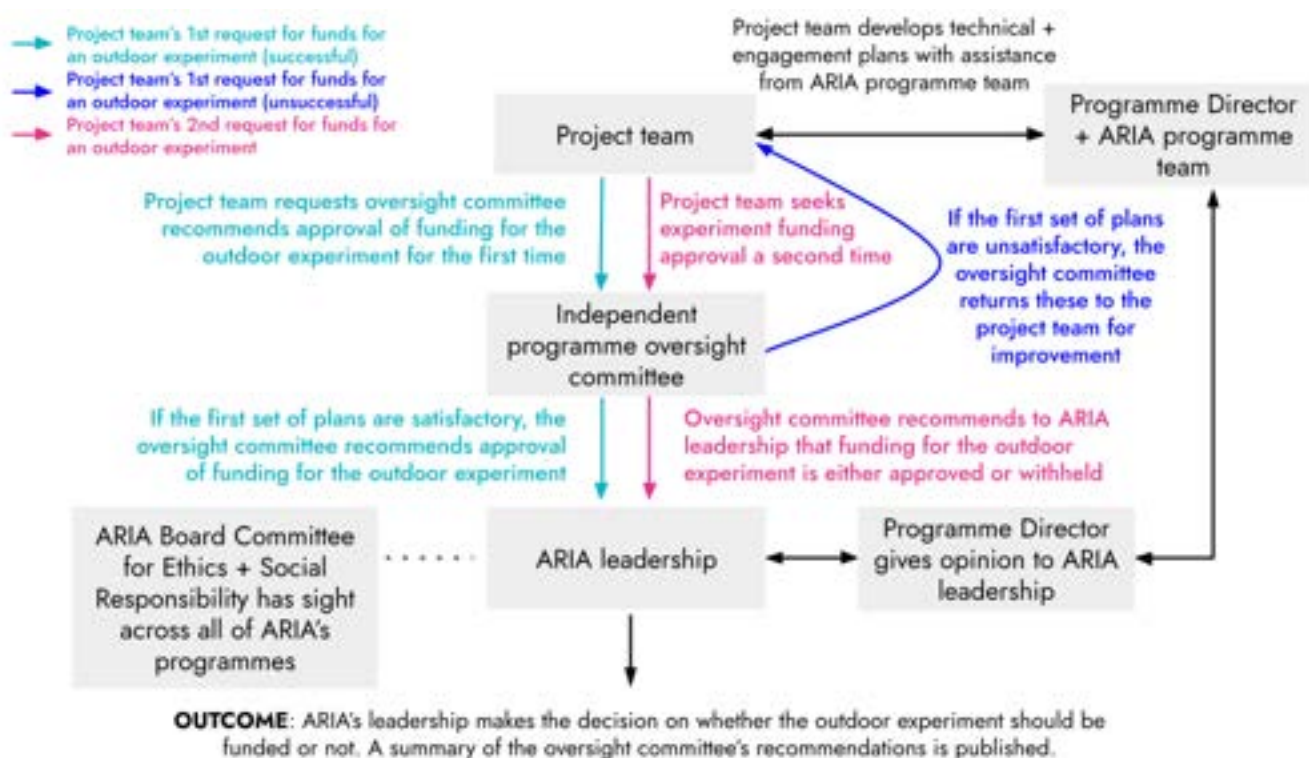 Project team's 1st request for funds for
an outdoor experiment (successful)
Project team's 1st request for funds for
an outdoor experiment (unsuccessful)
Project team's 2nd request for funds for
an outdoor experiment
Project team develops technical +
engagement plans with assistance
from ARIA programme team
Project team
Programme Director
+ ARIA programme
team
Project team requests oversight committee
recommends approval of funding for the
outdoor experiment for the first time
Project team seeks
experiment funding
approval a second time
If the first set of plans
are unsatisfactory, the
oversight committee
returns these to the
project team for
improvement
Independent
programme oversight
committee
If the first set of plans are satisfactory, the
oversight committee recommends approval
of funding for the outdoor experiment
Oversight committee recommends to ARIA
leadership that funding for the outdoor
experiment is either approved or withheld
ARIA Board Committee
for Ethics + Social
Responsibility has sight
across all of ARIA's
programmes
ARIA leadership
Programme Director
gives opinion to ARIA
leadership
OUTCOME: ARIA's leadership makes the decision on whether the outdoor experiment should be
funded or not. A summary of the oversight committee's recommendations is published.